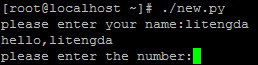 [root@localhost ~]# ./new.py
please enter your name:litengda
hello,litengda
please enter the number: